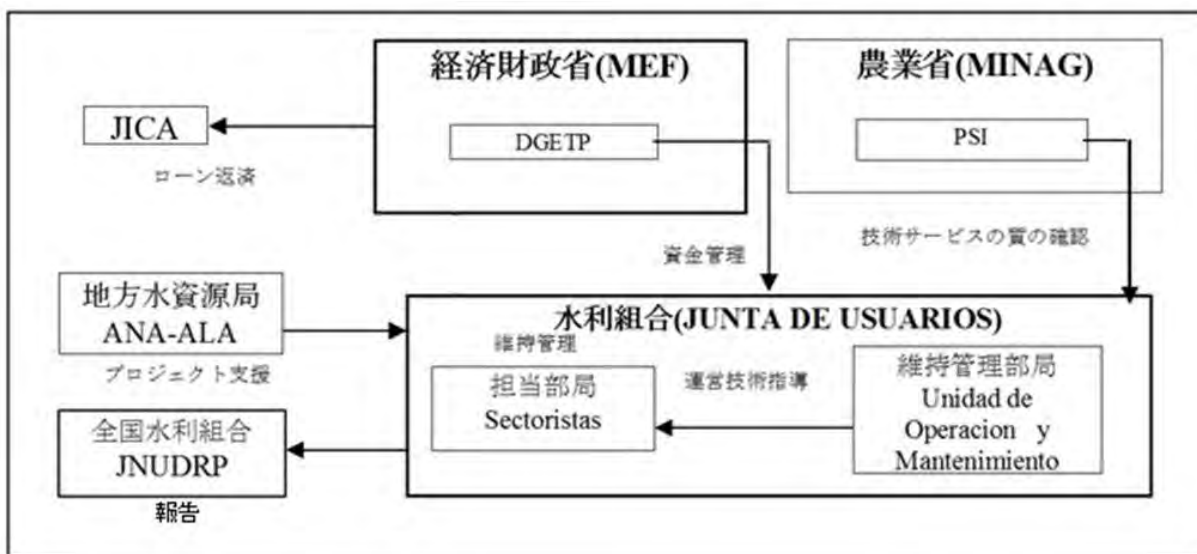 経済財政省(MEF)
農業省(MINAG)
JICA
DGETP
PSI
ローン返済
資金管理
技術サービスの質の確認
地方水資源局
ANA-ALA
プロジェクト支援
水利組合(JUNTA DE USUARIOS)
維持管理
担当部局
Sectoristas
運営技術指導
維持管理部局
Unidad de
Operacion y
Mantenimiento
全国水利組合
JNUDRP
報告